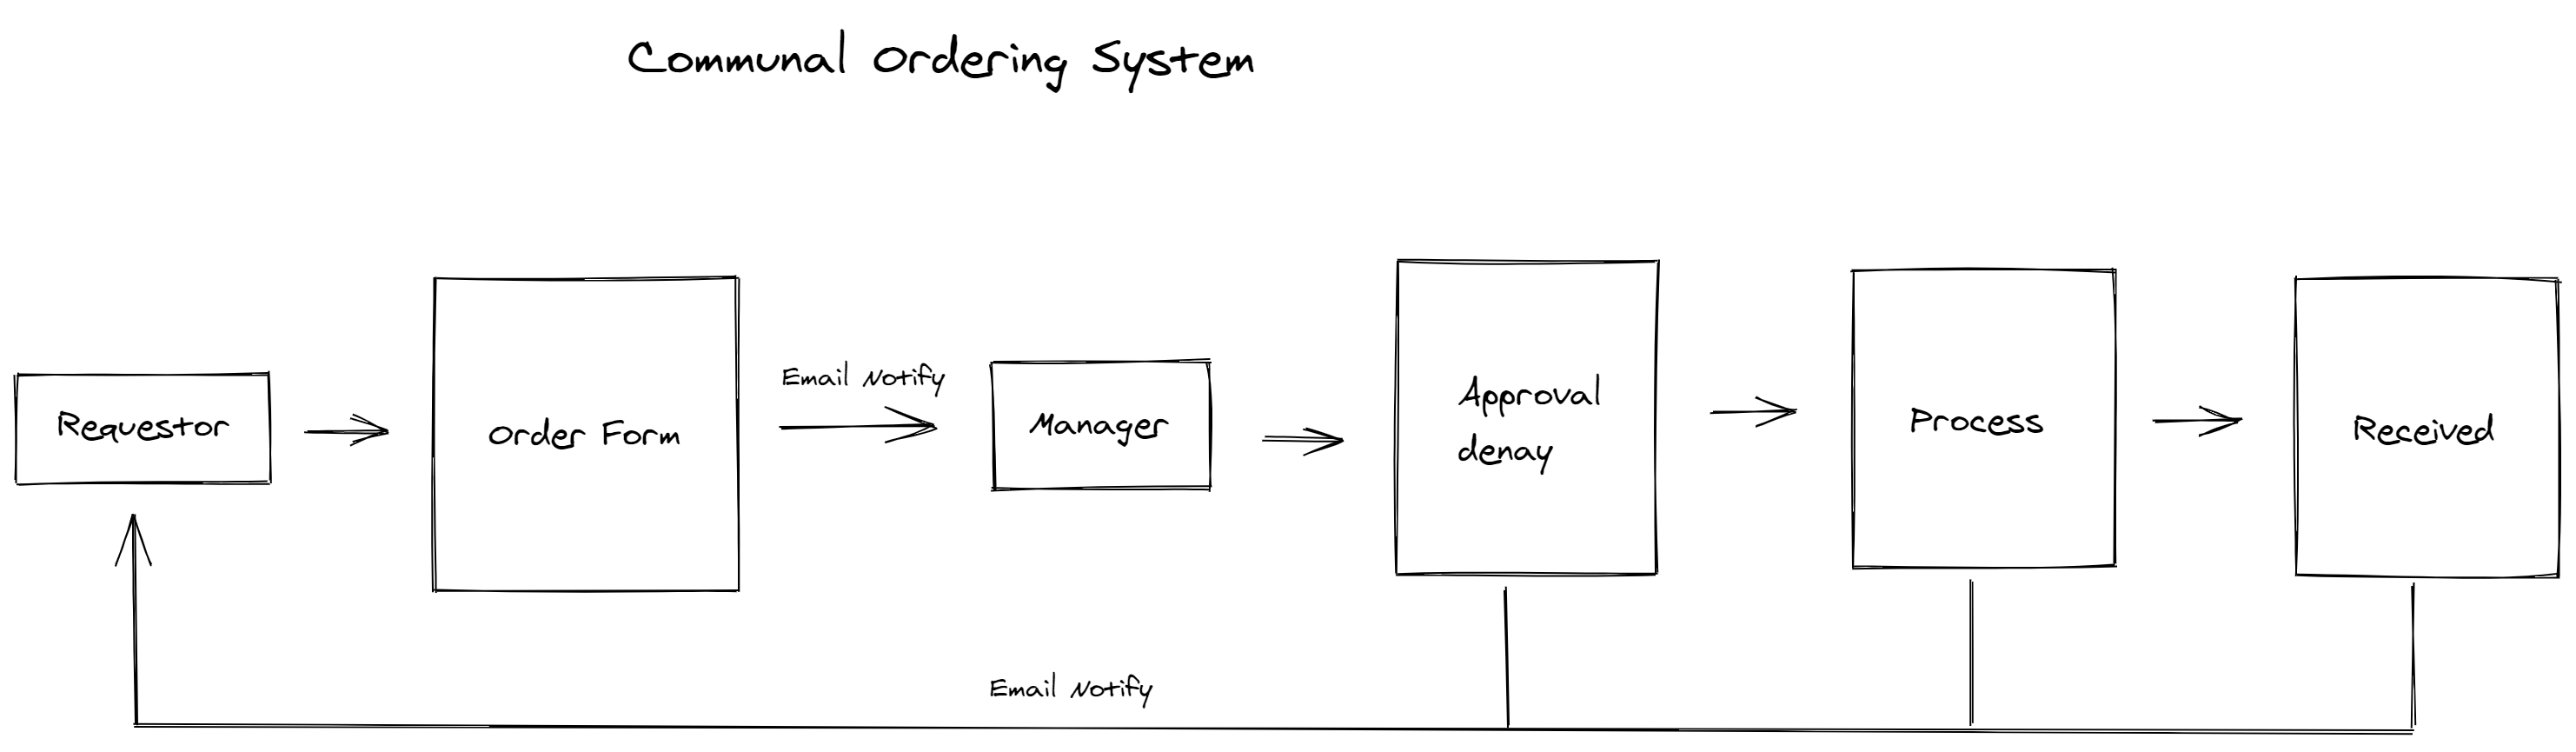 Communal Ordering System
Requestor
Order Form
Email Notify
Manager
Approval
denay
Process
Received
Email Notify